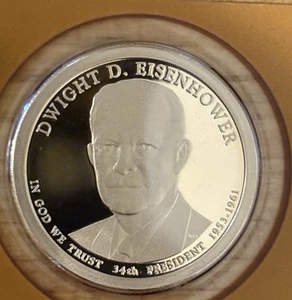 DWIGHT D. EISENHOWER
IN GOD WE TRUST 34th PRESIDENT 1953-1961